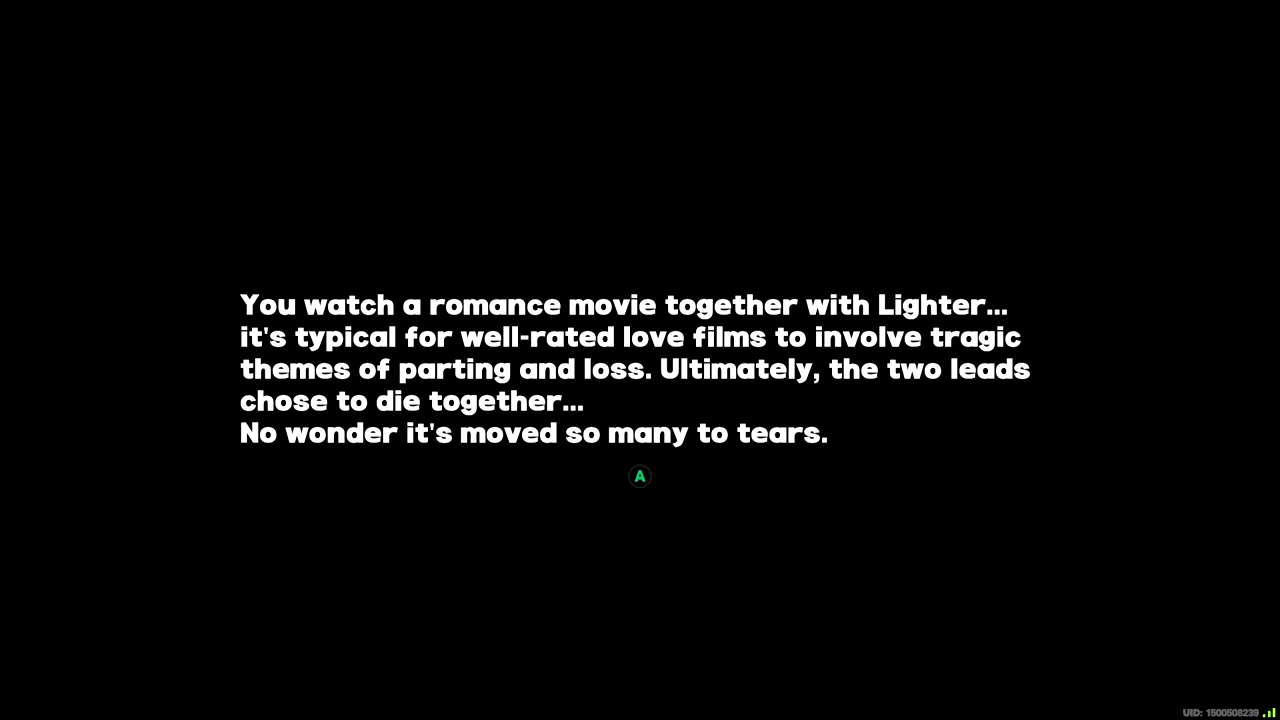 You watch a romance movie together with Lighter...
it's typical for well-rated love films to involve tragic
themes of parting and loss. Ultimately, the two leads
chose to die together...
No wonder it's moved so many to tears.
A
UID: 1500508239